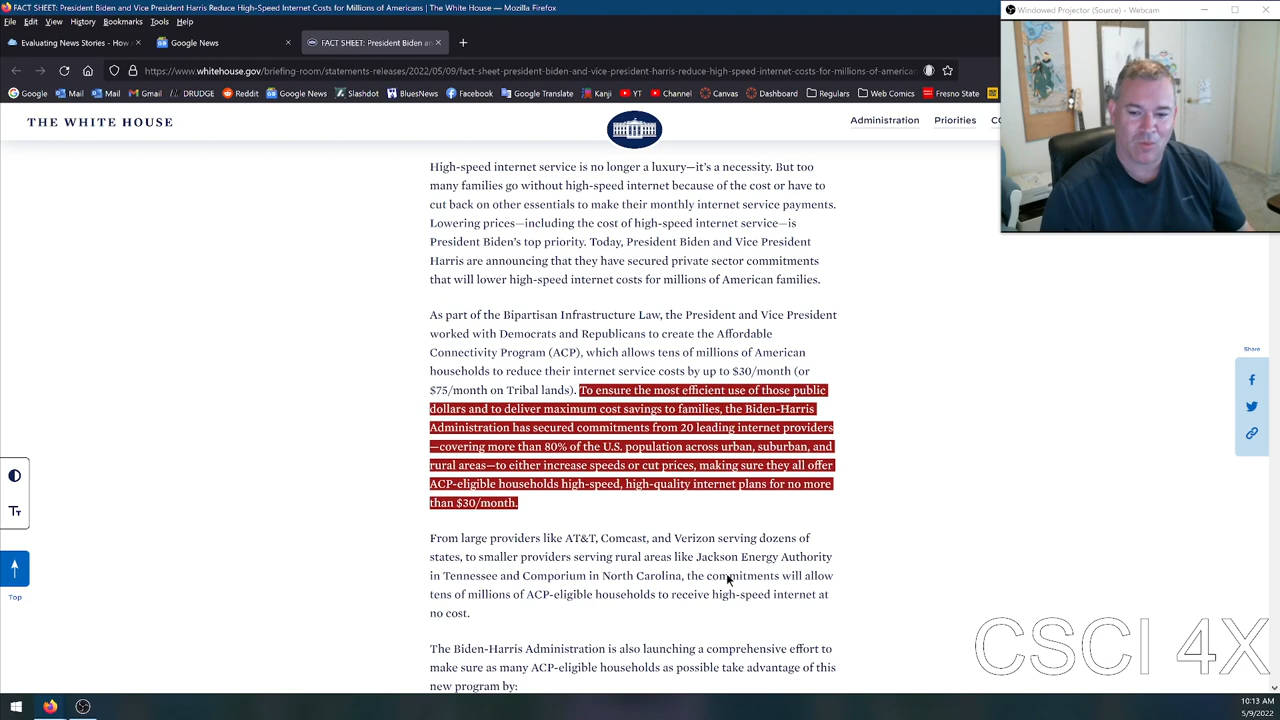 FACT SHEET: President Biden and Vice President Harris Reduce High-Speed Internet Costs for Millions of Americans | The White House — Mozilla Firefox
File Edit View History Bookmarks Tools Help
Evaluating News Stories - How
Google News
FACT SHEET: President Biden an
https://www.whitehouse.gov/briefing-room/statements-releases/2022/05/09/fact-sheet-president-biden-and-vice-president-harris-reduce-high-speed-internet-costs-for-millions-of-american
Google Mail Mail Gmail DRUDGE Reddit Google News Slashdot BlueNews Facebook Google Translate Kanji YT Channel Canvas Dashboard Regulars Web Comms Fresno State
Windowed Projector (Source) - Webcam
THE WHITE HOUSE
Administration Priorities CO
High-speed internet service is no longer a luxury—it's a necessity. But too
many families go without high-speed internet because of the cost or have to
cut back on other essentials to make their monthly internet service payments.
Lowering prices—including the cost of high-speed internet service—is
President Biden's top priority. Today, President Biden and Vice President
Harris are announcing that they have secured private sector commitments
that will lower high-speed internet costs for millions of American families.
As part of the Bipartisan Infrastructure Law, the President and Vice President
worked with Democrats and Republicans to create the Affordable
Connectivity Program (ACP), which allows tens of millions of American
households to reduce their internet service costs by up to $30/month (or
$75/month on Tribal lands). To ensure the most efficient use of those public
dollars and to deliver maximum cost savings to families, the Biden-Harris
Administration has secured commitments from 20 leading internet providers
—covering more than 80% of the U.S. population across urban, suburban, and
rural areas—to either increase speeds or cut prices, making sure they all offer
ACP-eligible households high-speed, high-quality internet plans for no more
than $30/month.
From large providers like AT&T, Comcast, and Verizon serving dozens of
states, to smaller providers serving rural areas like Jackson Energy Authority
in Tennessee and Comporium in North Carolina, the commitments will allow
tens of millions of ACP-eligible households to receive high-speed internet at
no cost.
The Biden-Harris Administration is also launching a comprehensive effort to
make sure as many ACP-eligible households as possible take advantage of this
new program by:
Share
Top
CSCI 4X
10:13 AM
5/9/2022